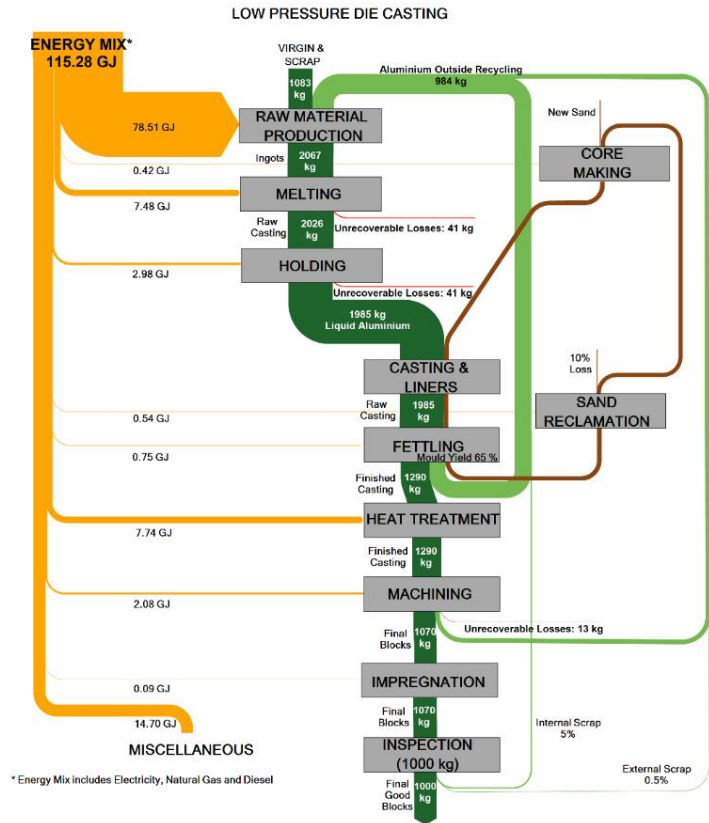 LOW PRESSURE DIE CASTING
ENERGY MIX*
115.28 GJ
VIRGIN &
SCRAP
1083
kg
Aluminium Outside Recycling
984 kg
78.51 GJ
RAW MATERIAL
PRODUCTION
New Sand
Ingots
2067
kg
0.42 GJ
CORE
MAKING
MELTING
7.48 GJ
Raw
Casting
2026
kg
Unrecoverable Losses: 41 kg
HOLDING
2.98 GJ
Unrecoverable Losses: 41 kg
1985 kg
Liquid Aluminium
10%
Loss
CASTING &
LINERS
Raw
Casting
1985
kg
0.54 GJ
SAND
RECLAMATION
FETTLING
0.75 GJ
Mould Yield 65 %
Finished
Casting
1290
kg
HEAT TREATMENT
7.74 GJ
Finished
Casting
1290
kg
MACHINING
2.08 GJ
Final
Blocks
1070
kg
Unrecoverable Losses: 13 kg
IMPREGNATION
0.09 GJ
Final
Blocks
1070
kg
14.70 GJ
Internal Scrap
5%
MISCELLANEOUS
INSPECTION
(1000 kg)
External Scrap
0.5%
* Energy Mix includes Electricity, Natural Gas and Diesel
Final
Good
Blocks
1000
kg